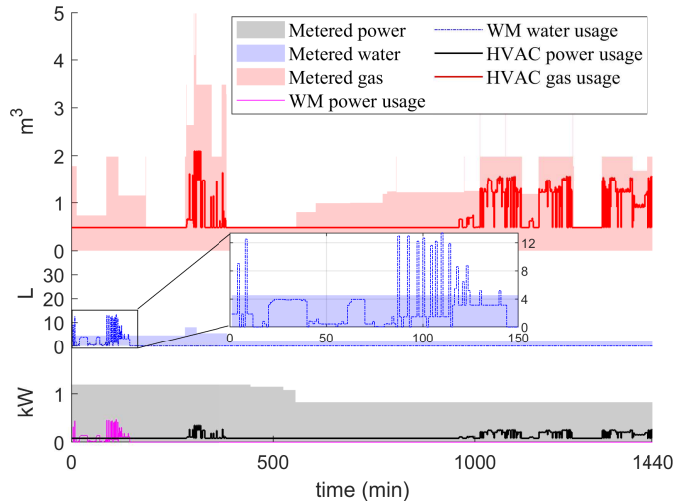 5
Metered power
WM water usage
Metered water
HVAC power usage
4
Metered gas
HVAC gas usage
WM power usage
3
m3
2
1
0
12
30
8
L
20
4
10
0
0
0
50
100
150
kW
1
0
0
500
1000
1440
time (min)